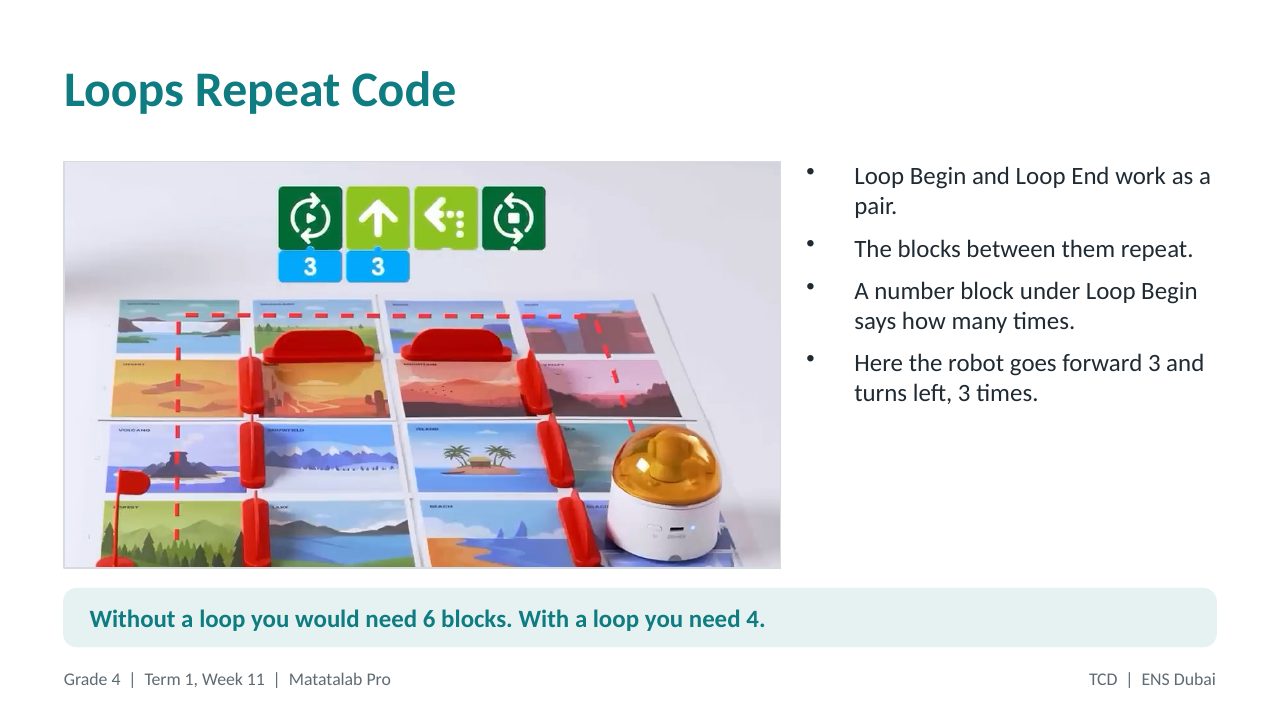 Loops Repeat Code
3 3
VOLCANO
ISLAND
• Loop Begin and Loop End work as a
pair.
• The blocks between them repeat.
• A number block under Loop Begin
says how many times.
• Here the robot goes forward 3 and
turns left, 3 times.
Without a loop you would need 6 blocks. With a loop you need 4.
Grade 4 | Term 1, Week 11 | Matatalab Pro
TCD | ENS Dubai